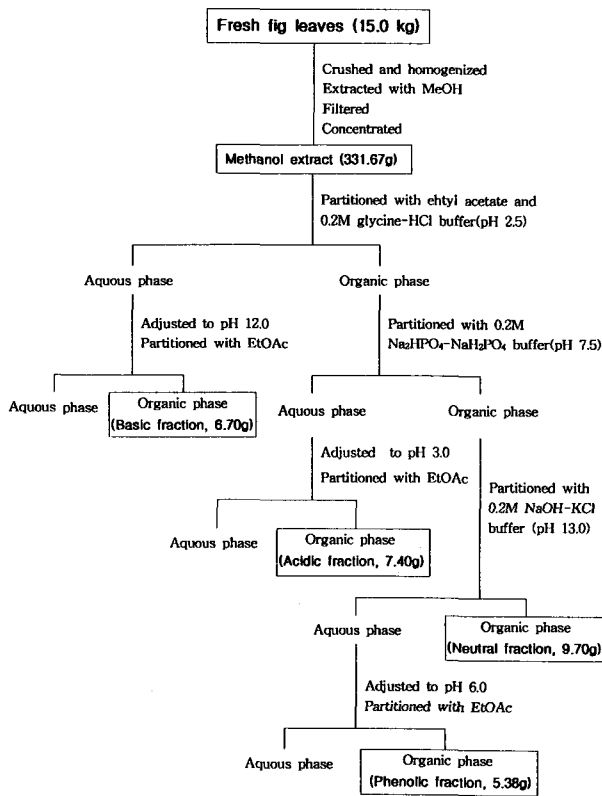 Fresh fig leaves (15.0 kg)
Crushed and homogenized
Extracted with MeOH
Filtered
Concentrated
Methanol extract (331.67g)
Partitioned with ehtyl acetate and
0.2M glycine-HCl buffer(pH 2.5)
Aquous phase
Organic phase
Adjusted to pH 12.0
Partitioned with EtOAc
Partitioned with 0.2M
Na₂HPO₄-NaH₂PO₄ buffer(pH 7.5)
Aquous phase
Organic phase
(Basic fraction, 6.70g)
Aquous phase
Organic phase
Adjusted to pH 3.0
Partitioned with EtOAc
Partitioned with
0.2M NaOH-KCl
buffer (pH 13.0)
Aquous phase
Organic phase
(Acidic fraction, 7.40g)
Aquous phase
Organic phase
(Neutral fraction, 9.70g)
Adjusted to pH 6.0
Partitioned with EtOAc
Aquous phase
Organic phase
(Phenolic fraction, 5.38g)